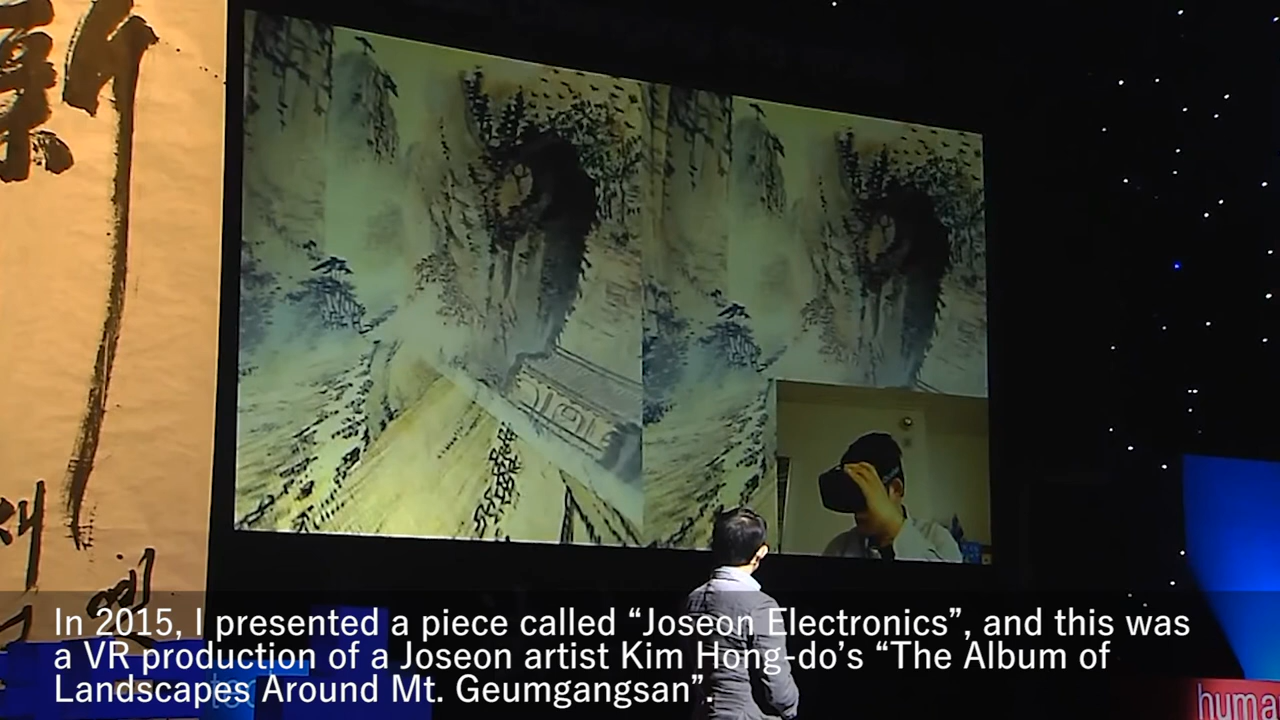 新
In 2015, I presented a piece called “Joseon Electronics”, and this was
a VR production of a Joseon artist Kim Hong-do’s “The Album of
Landscapes Around Mt. Geumgangsan”.
huma